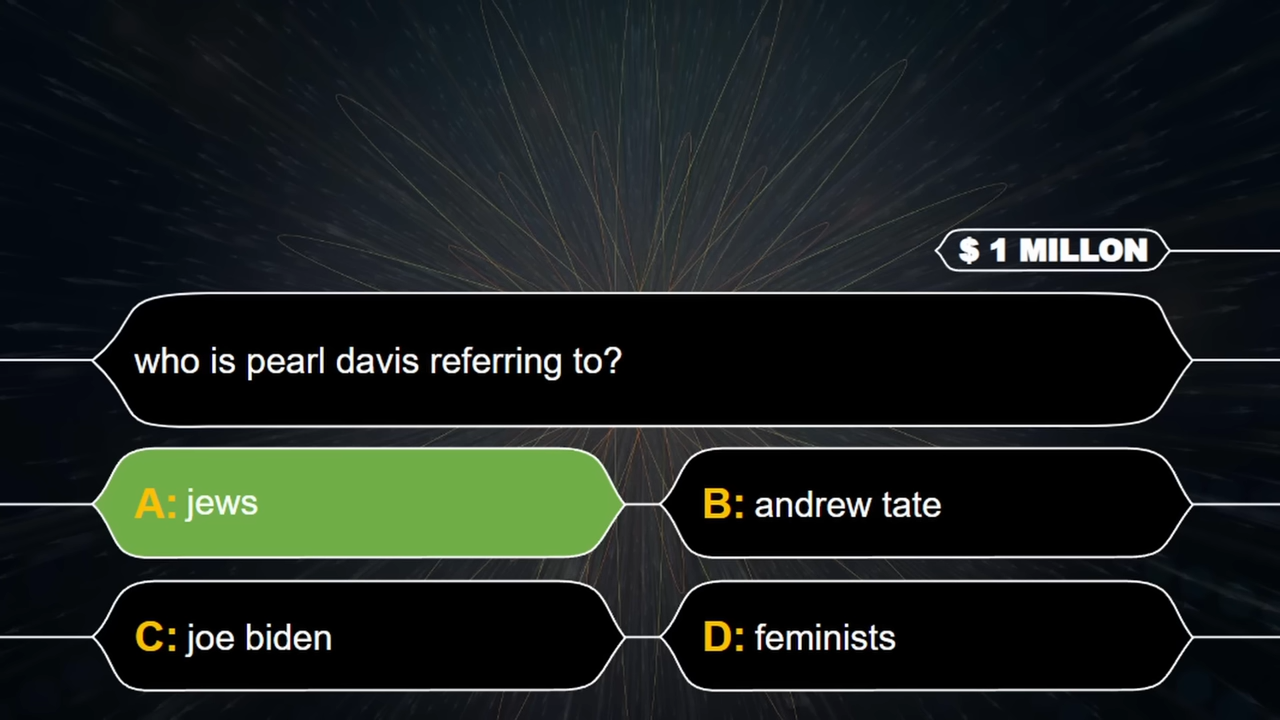 $ 1 MILLON
who is pearl davis referring to?
A: jews
B: andrew tate
C: joe biden
D: feminists